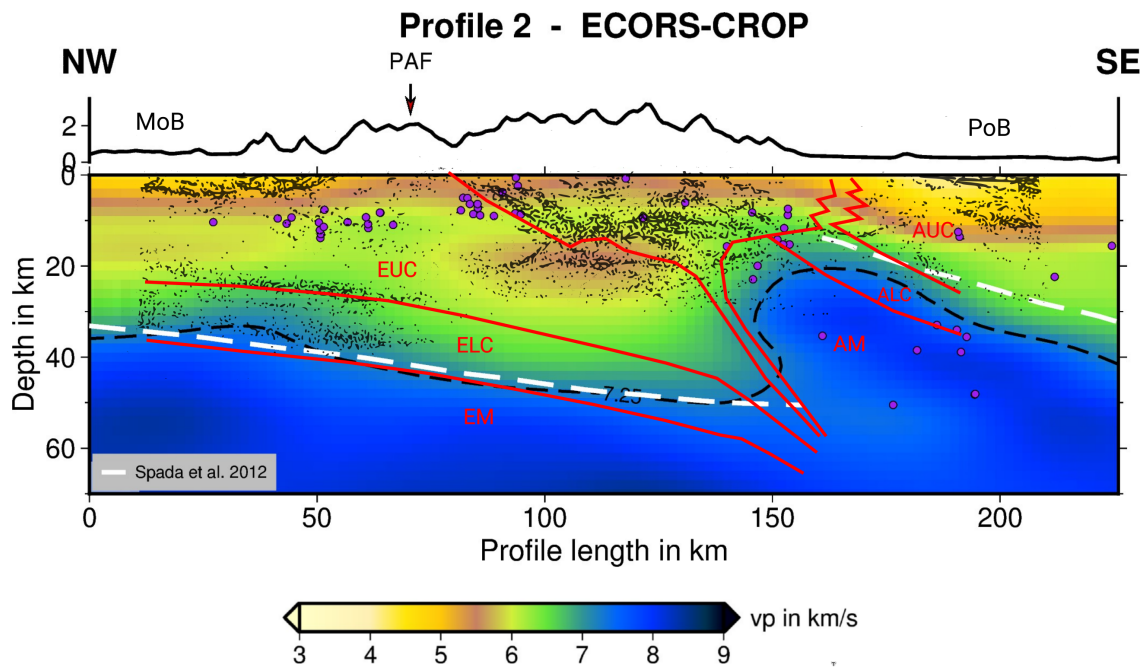 Profile 2 - ECORS-CROP
NW
PAF
SE
MoB
PoB
2
0
0
20
40
60
Depth in km
EUC
ELC
EM
AUC
ALC
AM
7.25
Spada et al. 2012
0 50 100 150 200
Profile length in km
3 4 5 6 7 8 9
vp in km/s